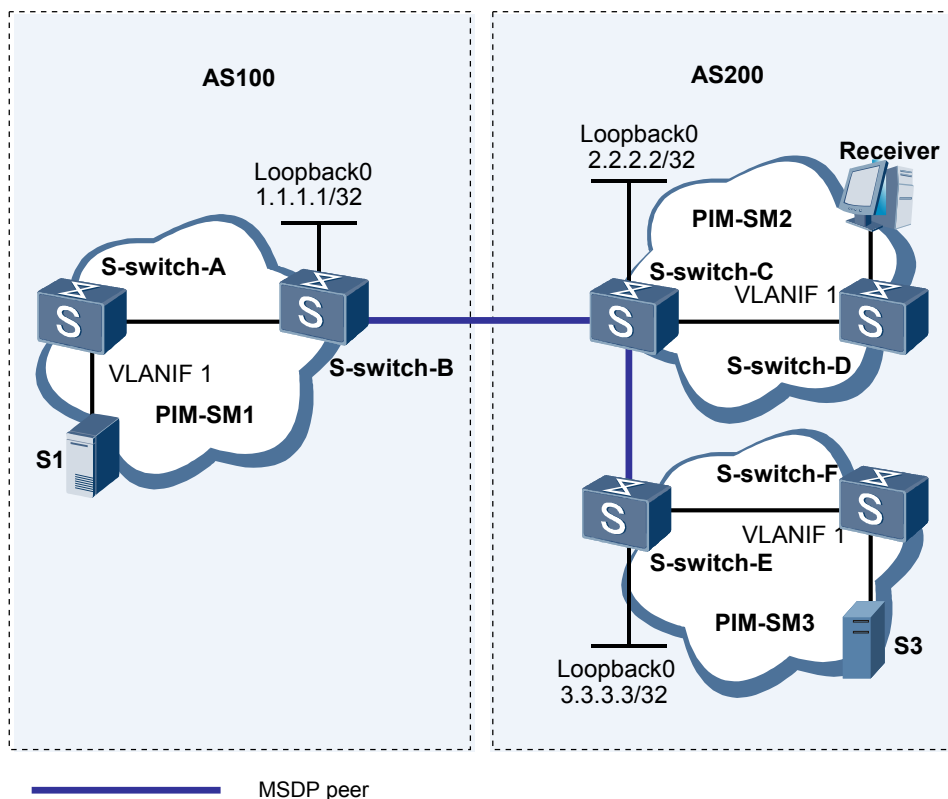 AS100
AS200
Loopback0
1.1.1.1/32
Loopback0
2.2.2.2/32
Receiver
PIM-SM2
S-switch-A
S-switch-C
VLANIF 1
S
S
S
S
S-switch-B
S-switch-D
VLANIF 1
PIM-SM1
S1
S-switch-F
S
S
VLANIF 1
S-switch-E
PIM-SM3
S3
Loopback0
3.3.3.3/32
MSDP peer